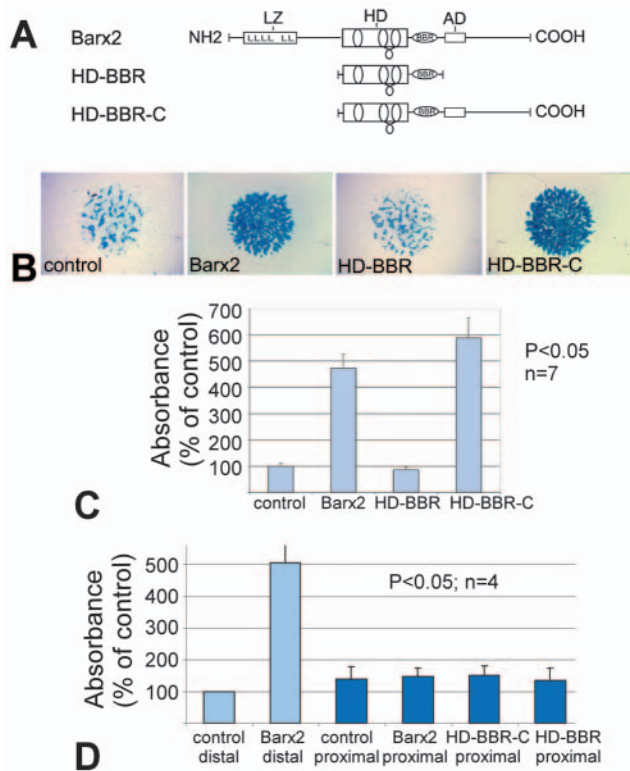 A
LZ
HD
AD
Barx2
NH2
LLLL LL
BBR
COOH
HD-BBR
BBR
HD-BBR-C
BBR
COOH
B
control
Barx2
HD-BBR
HD-BBR-C
C
Absorbance
(% of control)
700
600
500
400
300
200
100
control
Barx2
HD-BBR
HD-BBR-C
P<0.05
n=7
D
Absorbance
(% of control)
500
400
300
200
100
P<0.05; n=4
control
distal
Barx2
distal
control
proximal
Barx2
proximal
HD-BBR-C
proximal
HD-BBR
proximal